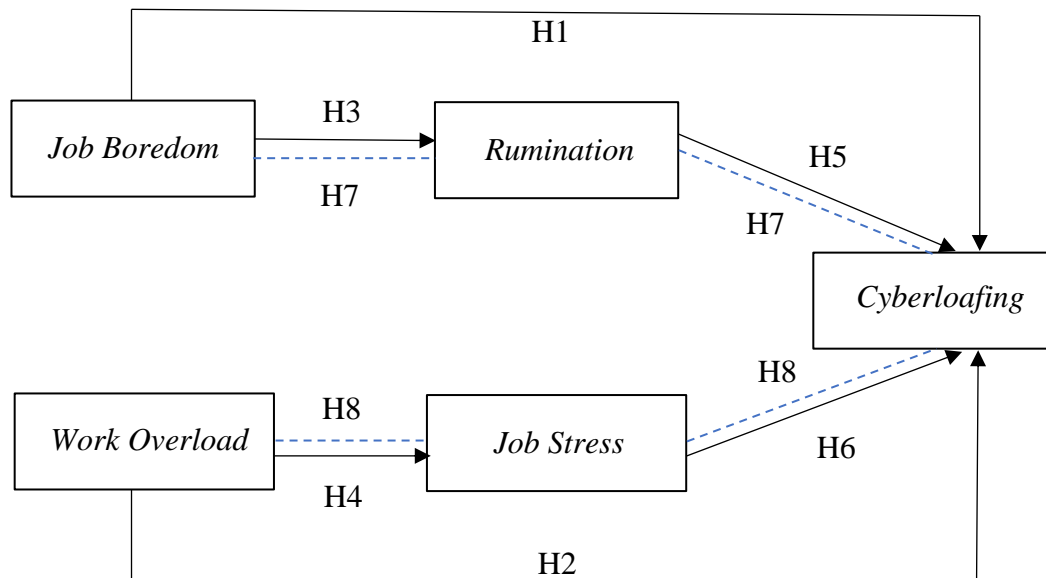 H1
H3
Job Boredom
Rumination
H5
H7
H7
Cyberloafing
H8
H8
Work Overload
Job Stress
H6
H4
H2